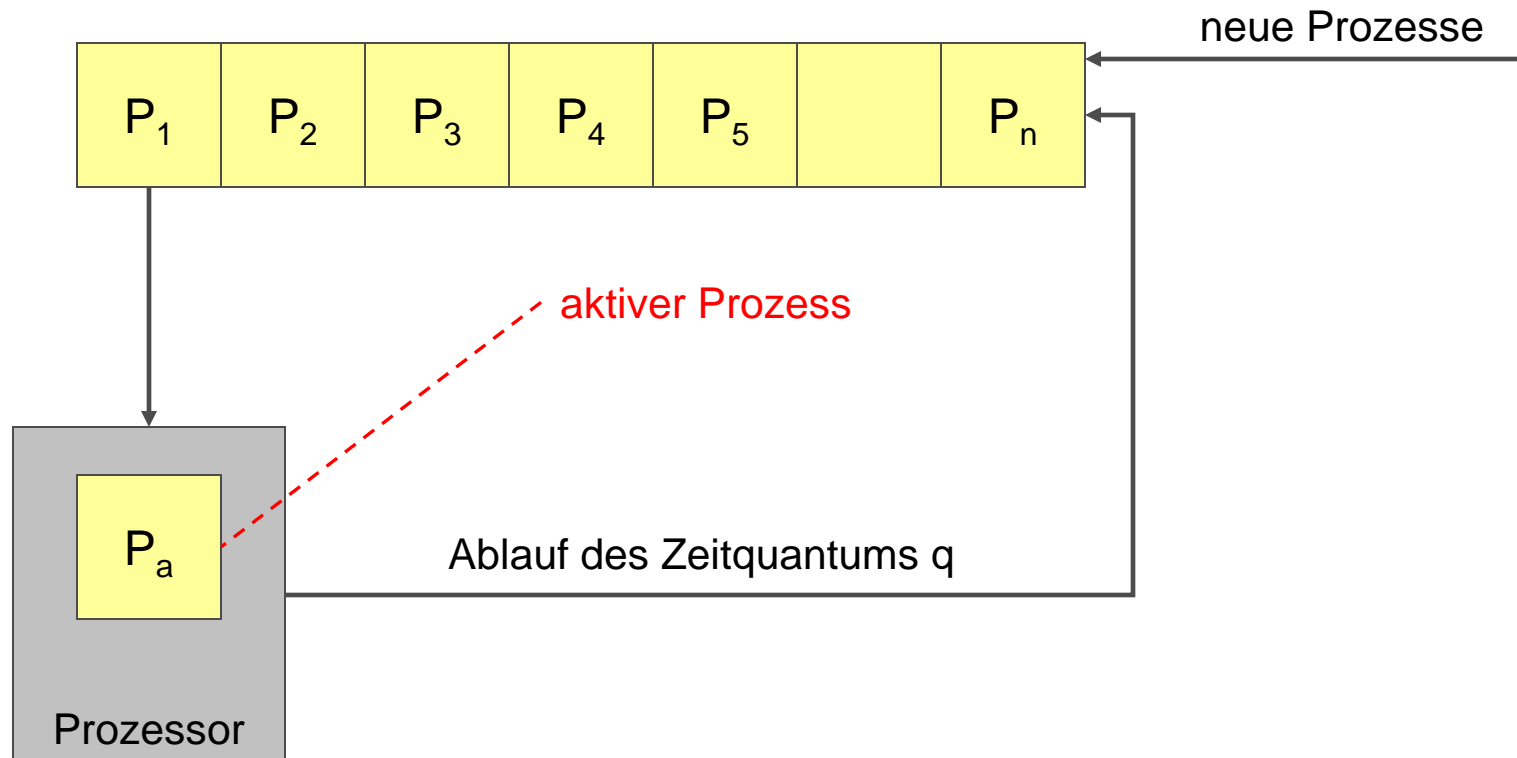 neue Prozesse
P₁ P₂ P₃ P₄ P₅ Pₙ
aktiver Prozess
Pₐ
Ablauf des Zeitquantums q
Prozessor